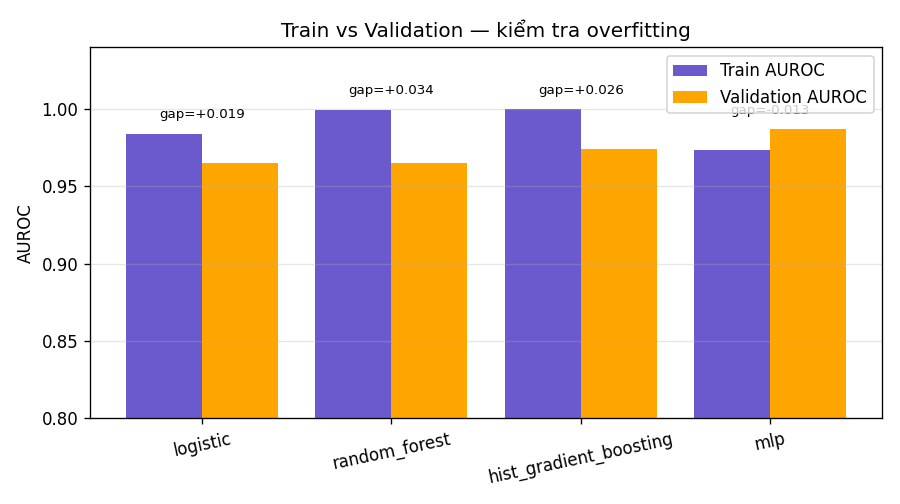 Train vs Validation — kiểm tra overfitting
Train AUROC
Validation AUROC
gap=+0.019
gap=+0.034
gap=+0.026
gap=-0.013
AUROC
1.00
0.95
0.90
0.85
0.80
logistic
random_forest
hist_gradient_boosting
mlp